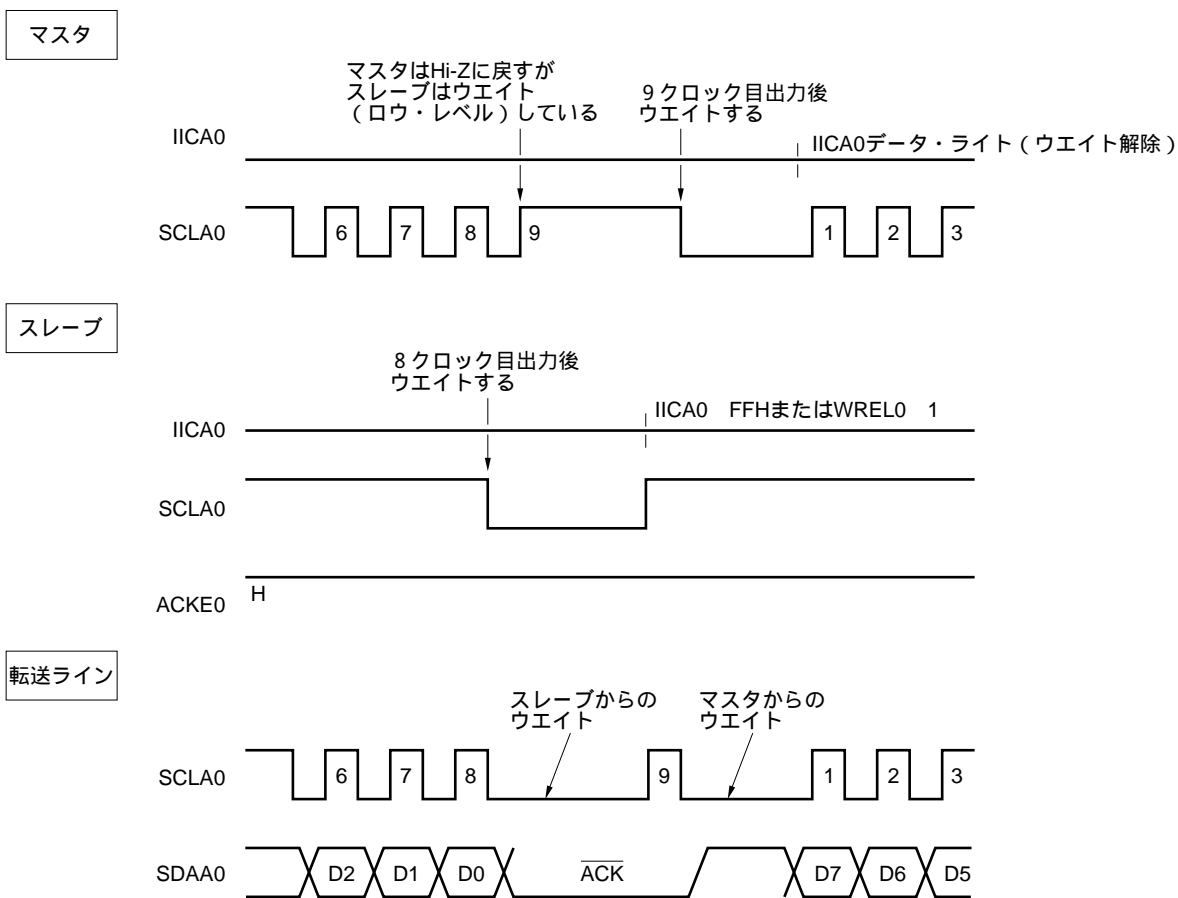 マスタ
マスタはHi-Zに戻すが
スレーブはウエイト
（ロウ・レベル）している
9クロック目出力後
ウエイトする
IICA0
IICA0データ・ライト（ウエイト解除）
SCLA0
6 7 8 9 1 2 3
スレーブ
8クロック目出力後
ウエイトする
IICA0 FFHまたはWREL0 1
IICA0
SCLA0
ACKE0
H
転送ライン
スレーブからの
ウエイト
マスタからの
ウエイト
SCLA0
6 7 8 9 1 2 3
SDAA0
D2 D1 D0 ACK D7 D6 D5